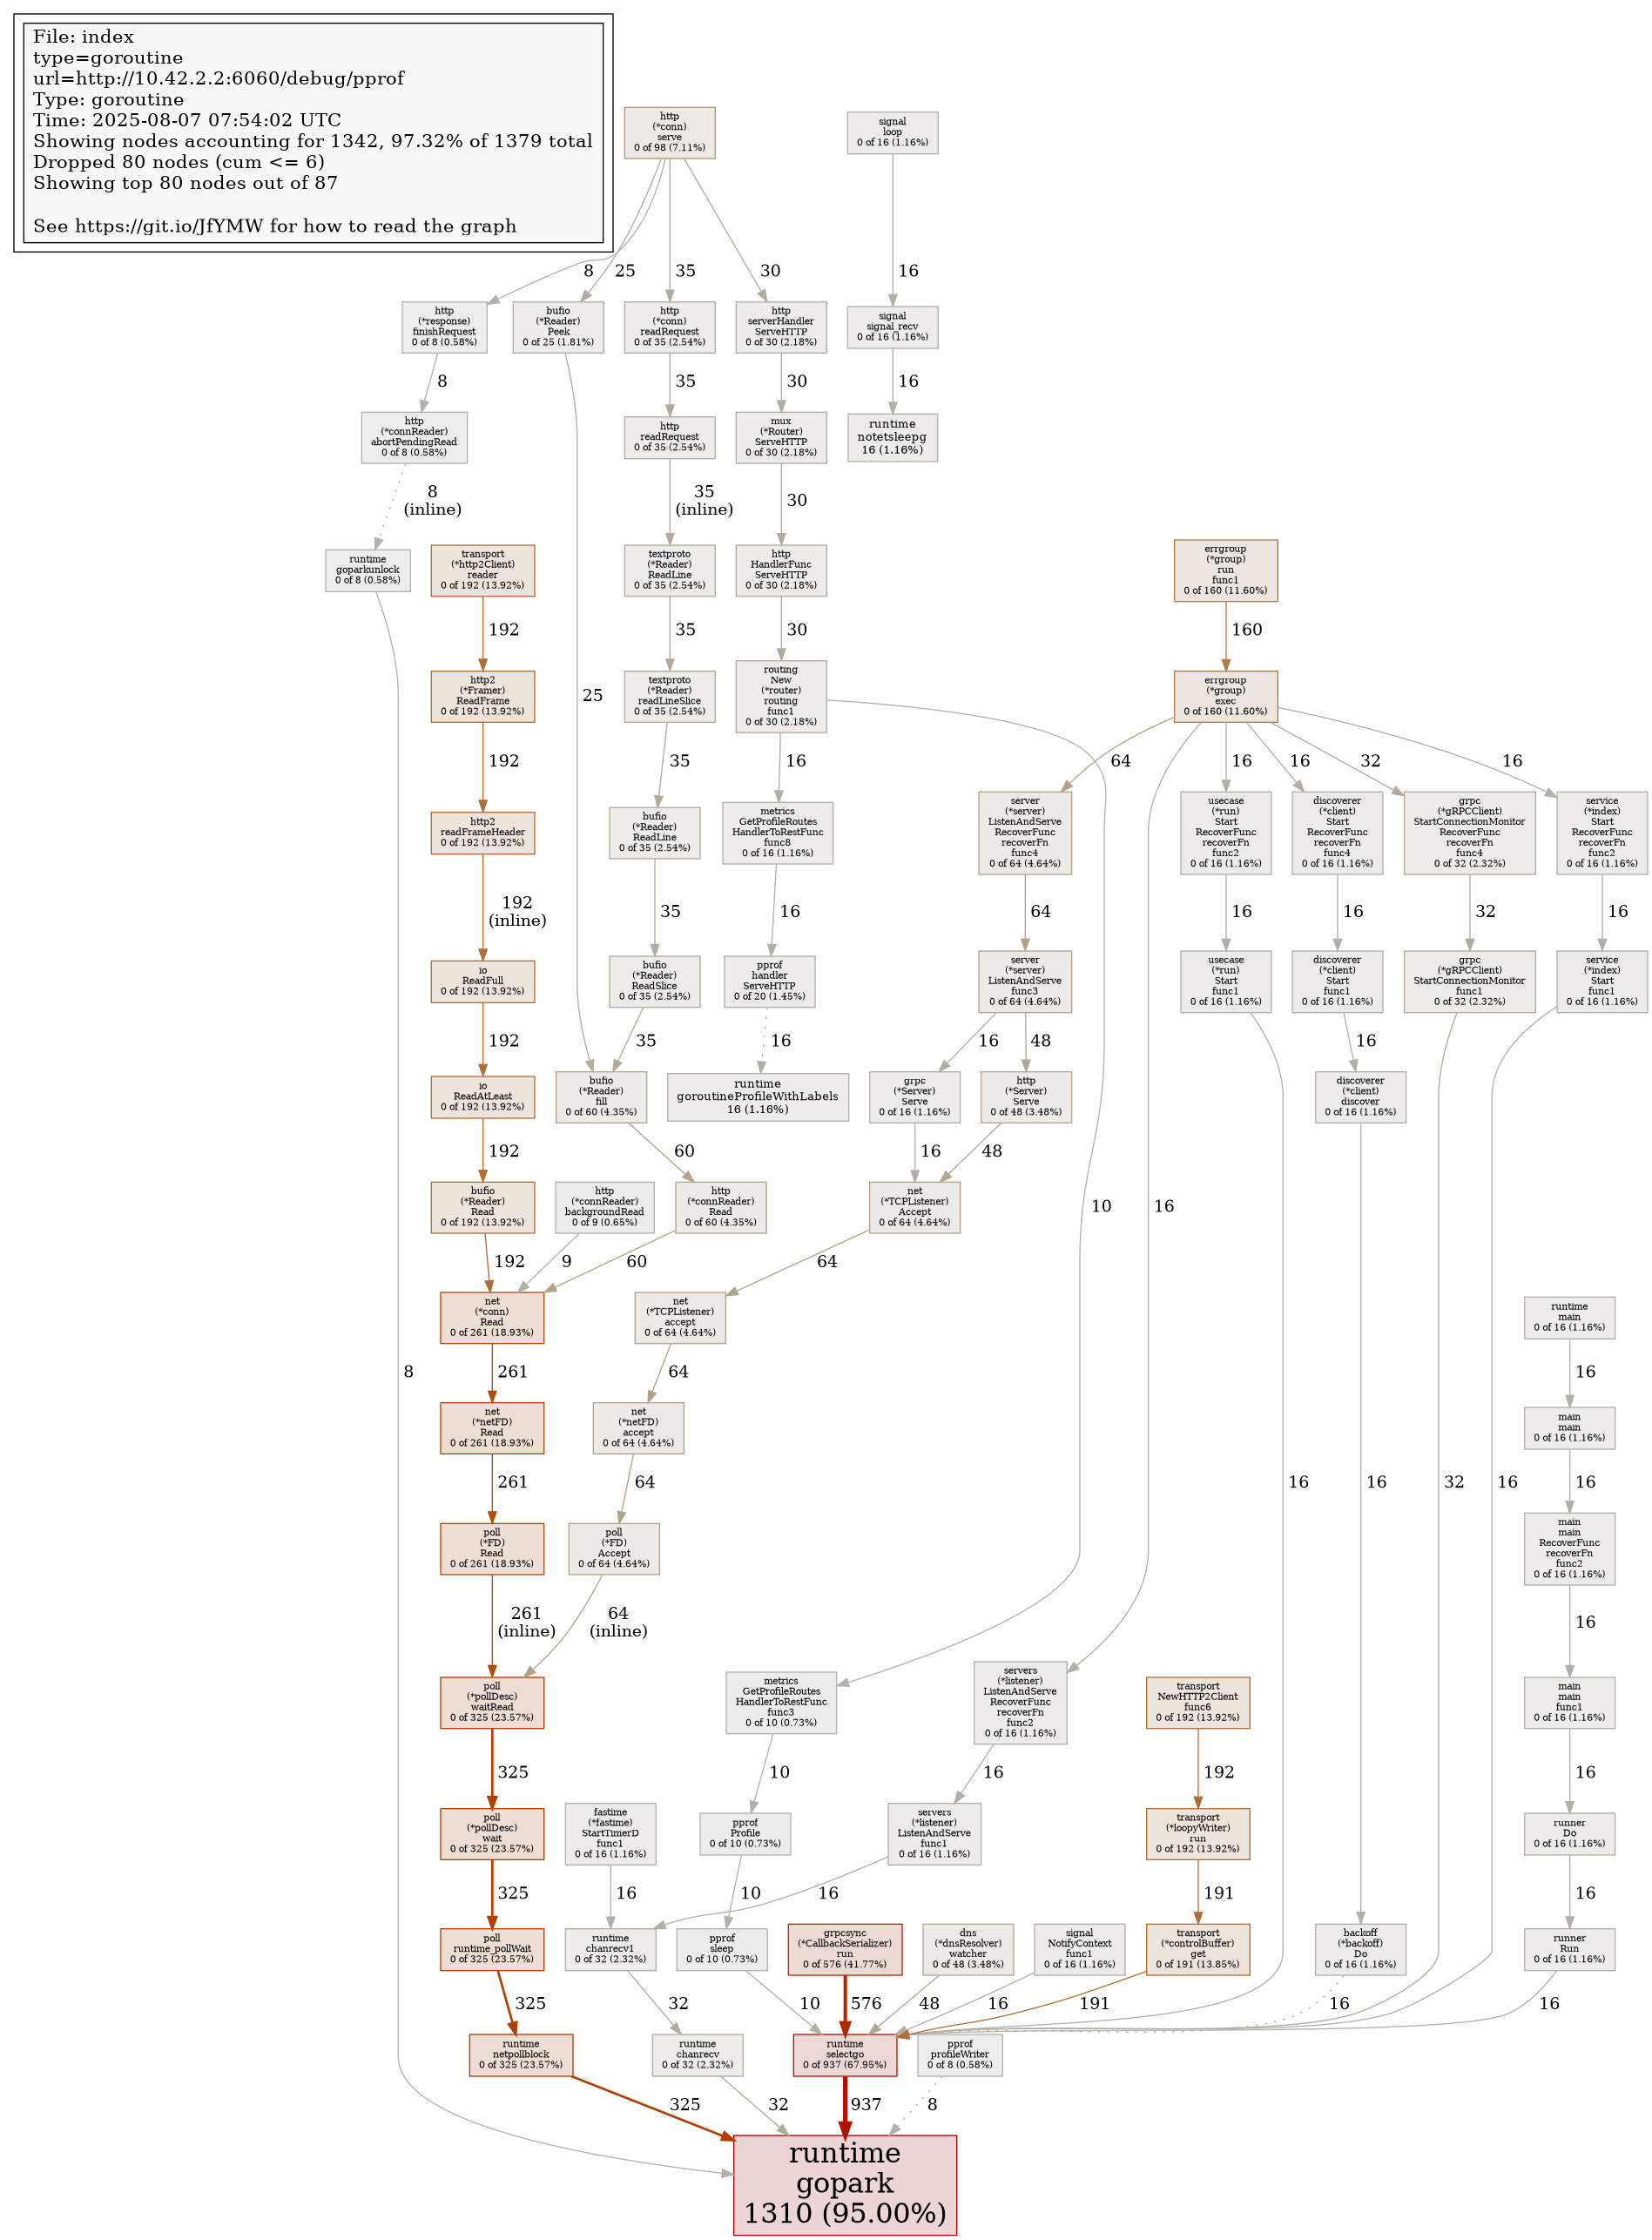 File: index
type=goroutine
url=http://10.42.2.2:6060/debug/pprof
Type: goroutine
Time: 2025-08-07 07:54:02 UTC
Showing nodes accounting for 1342, 97.32% of 1379 total
Dropped 80 nodes (cum <= 6)
Showing top 80 nodes out of 87
See https://git.io/JfYMW for how to read the graph
http
(*conn)
serve
0 of 98 (7.11%)
signal
loop
0 of 16 (1.16%)
8
25
35
30
16
http
(*response)
finishRequest
0 of 8 (0.58%)
bufio
(*Reader)
Peek
0 of 25 (1.81%)
http
(*conn)
readRequest
0 of 35 (2.54%)
http
serverHandler
ServeHTTP
0 of 30 (2.18%)
signal
signal_recv
0 of 16 (1.16%)
8
35
30
16
http
(*connReader)
abortPendingRead
0 of 8 (0.58%)
http
readRequest
0 of 35 (2.54%)
mux
(*Router)
ServeHTTP
0 of 30 (2.18%)
runtime
notetsleepg
16 (1.16%)
8
(inline)
35
(inline)
30
runtime
goparkunlock
0 of 8 (0.58%)
transport
(*http2Client)
reader
0 of 192 (13.92%)
textproto
(*Reader)
ReadLine
0 of 35 (2.54%)
http
HandlerFunc
ServeHTTP
0 of 30 (2.18%)
errgroup
(*group)
run
func1
0 of 160 (11.60%)
192
35
30
160
http2
(*Framer)
ReadFrame
0 of 192 (13.92%)
25
textproto
(*Reader)
readLineSlice
0 of 35 (2.54%)
routing
New
(*router)
routing
func1
0 of 30 (2.18%)
errgroup
(*group)
exec
0 of 160 (11.60%)
192
35
16
64
16
16
32
16
http2
readFrameHeader
0 of 192 (13.92%)
bufio
(*Reader)
ReadLine
0 of 35 (2.54%)
metrics
GetProfileRoutes
HandlerToRestFunc
func8
0 of 16 (1.16%)
server
(*server)
ListenAndServe
RecoverFunc
recoverFn
func4
0 of 64 (4.64%)
usecase
(*run)
Start
RecoverFunc
recoverFn
func2
0 of 16 (1.16%)
discoverer
(*client)
Start
RecoverFunc
recoverFn
func4
0 of 16 (1.16%)
grpc
(*gRPCClient)
StartConnectionMonitor
RecoverFunc
recoverFn
func4
0 of 32 (2.32%)
service
(*index)
Start
RecoverFunc
recoverFn
func2
0 of 16 (1.16%)
192
(inline)
35
16
64
16
16
32
16
io
ReadFull
0 of 192 (13.92%)
bufio
(*Reader)
ReadSlice
0 of 35 (2.54%)
pprof
handler
ServeHTTP
0 of 20 (1.45%)
server
(*server)
ListenAndServe
func3
0 of 64 (4.64%)
usecase
(*run)
Start
func1
0 of 16 (1.16%)
discoverer
(*client)
Start
func1
0 of 16 (1.16%)
grpc
(*gRPCClient)
StartConnectionMonitor
func1
0 of 32 (2.32%)
service
(*index)
Start
func1
0 of 16 (1.16%)
192
35
16
16
48
16
io
ReadAtLeast
0 of 192 (13.92%)
bufio
(*Reader)
fill
0 of 60 (4.35%)
runtime
goroutineProfileWithLabels
16 (1.16%)
grpc
(*Server)
Serve
0 of 16 (1.16%)
http
(*Server)
Serve
0 of 48 (3.48%)
discoverer
(*client)
discover
0 of 16 (1.16%)
192
60
16
48
bufio
(*Reader)
Read
0 of 192 (13.92%)
http
(*connReader)
backgroundRead
0 of 9 (0.65%)
http
(*connReader)
Read
0 of 60 (4.35%)
net
(*TCPListener)
Accept
0 of 64 (4.64%)
10
16
192
9
60
64
net
(*conn)
Read
0 of 261 (18.93%)
net
(*TCPListener)
accept
0 of 64 (4.64%)
runtime
main
0 of 16 (1.16%)
8
261
64
16
net
(*netFD)
Read
0 of 261 (18.93%)
net
(*netFD)
accept
0 of 64 (4.64%)
main
main
0 of 16 (1.16%)
261
64
16
16
32
16
16
poll
(*FD)
Read
0 of 261 (18.93%)
poll
(*FD)
Accept
0 of 64 (4.64%)
main
main
RecoverFunc
recoverFn
func2
0 of 16 (1.16%)
261
(inline)
64
(inline)
16
poll
(*pollDesc)
waitRead
0 of 325 (23.57%)
metrics
GetProfileRoutes
HandlerToRestFunc
func3
0 of 10 (0.73%)
servers
(*listener)
ListenAndServe
RecoverFunc
recoverFn
func2
0 of 16 (1.16%)
transport
NewHTTP2Client
func6
0 of 192 (13.92%)
main
main
func1
0 of 16 (1.16%)
325
10
16
192
16
poll
(*pollDesc)
wait
0 of 325 (23.57%)
fastime
(*fastime)
StartTimerD
func1
0 of 16 (1.16%)
pprof
Profile
0 of 10 (0.73%)
servers
(*listener)
ListenAndServe
func1
0 of 16 (1.16%)
transport
(*loopyWriter)
run
0 of 192 (13.92%)
runner
Do
0 of 16 (1.16%)
325
16
10
16
191
16
poll
runtime_pollWait
0 of 325 (23.57%)
runtime
chanrecv1
0 of 32 (2.32%)
pprof
sleep
0 of 10 (0.73%)
grpcsync
(*CallbackSerializer)
run
0 of 576 (41.77%)
dns
(*dnsResolver)
watcher
0 of 48 (3.48%)
signal
NotifyContext
func1
0 of 16 (1.16%)
transport
(*controlBuffer)
get
0 of 191 (13.85%)
backoff
(*backoff)
Do
0 of 16 (1.16%)
runner
Run
0 of 16 (1.16%)
325
32
10
576
48
16
191
16
16
runtime
netpollblock
0 of 325 (23.57%)
runtime
chanrecv
0 of 32 (2.32%)
runtime
selectgo
0 of 937 (67.95%)
pprof
profileWriter
0 of 8 (0.58%)
325
32
937
8
runtime
gopark
1310 (95.00%)